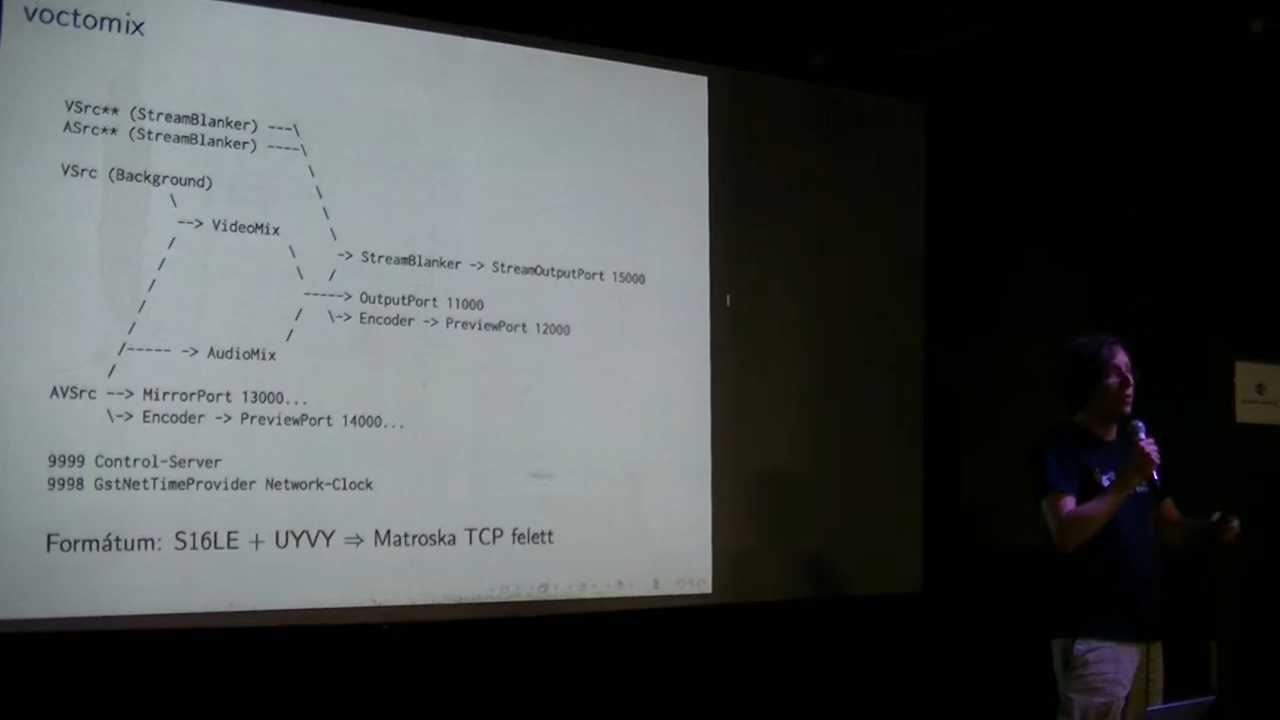 voctomix
VSrc** (StreamBlanker) ---\
ASrc** (StreamBlanker) ----\
VSrc (Background)
--> VideoMix
-> StreamBlanker -> StreamOutputPort 15000
-----> OutputPort 11000
\-> Encoder -> PreviewPort 12000
/----- -> AudioMix
AVSrc --> MirrorPort 13000...
\-> Encoder -> PreviewPort 14000...
9999 Control-Server
9998 GstNetTimeProvider Network-Clock
Formátum: S16LE + UYVY ⇒ Matroska TCP felett